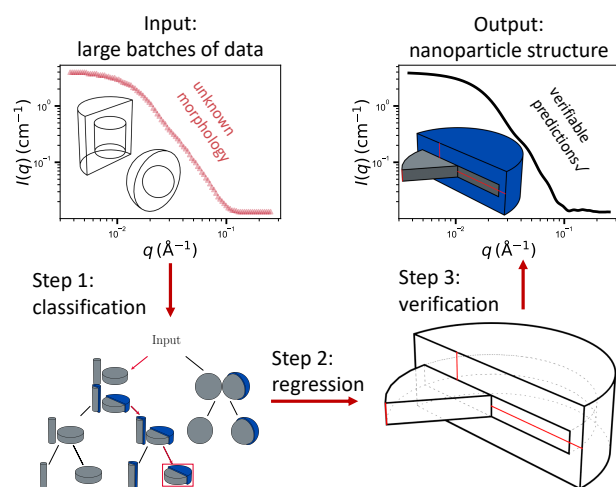 Input:
large batches of data
Output:
nanoparticle structure
I(q) (cm⁻¹)
10⁰
10⁻¹
unknown
morphology
10⁻²
10⁻¹
q (Å⁻¹)
I(q) (cm⁻¹)
10⁰
10⁻¹
verifiable
predictions√
10⁻²
10⁻¹
q (Å⁻¹)
Step 1:
classification
Step 3:
verification
Input
Step 2:
regression